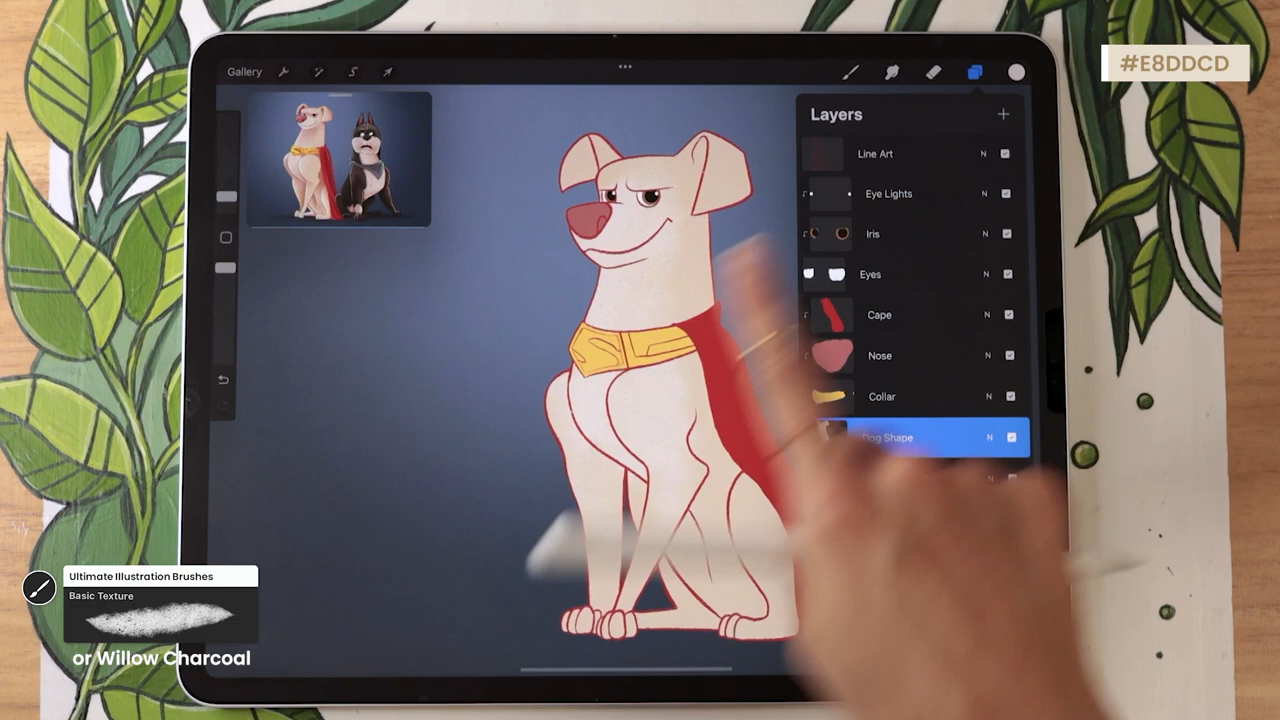 #E8DDCD
Gallery
Layers
Line Art N
Eye Lights N
Iris N
Eyes N
Cape N
Nose N
Collar N
Dog Shape N
N
Ultimate Illustration Brushes
Basic Texture
or Willow Charcoal